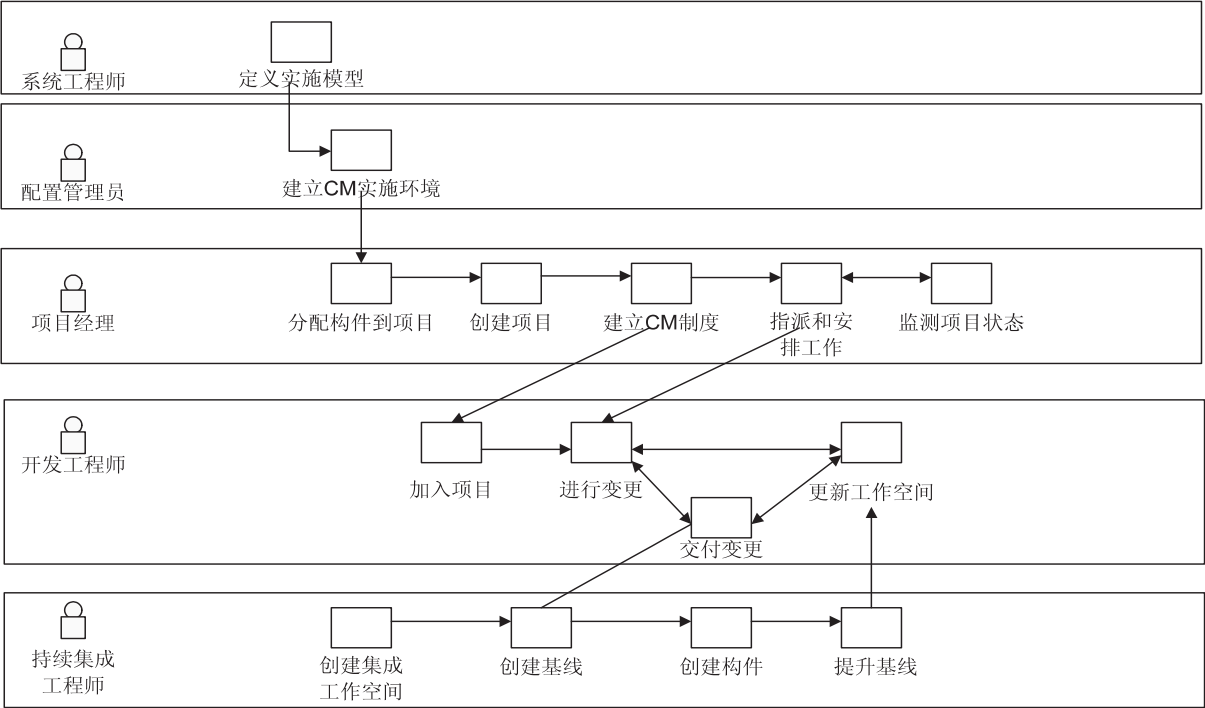 系统工程师
定义实施模型
配置管理员
建立CM实施环境
项目经理
分配构件到项目
创建项目
建立CM制度
指派和安
排工作
监测项目状态
开发工程师
加入项目
进行变更
更新工作空间
交付变更
持续集成
工程师
创建集成
工作空间
创建基线
创建构件
提升基线